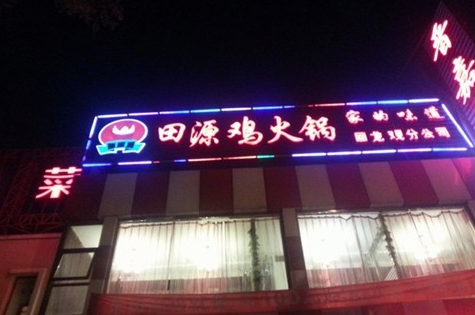 田源鸡火锅
家的味道
回龙观分公司
菜